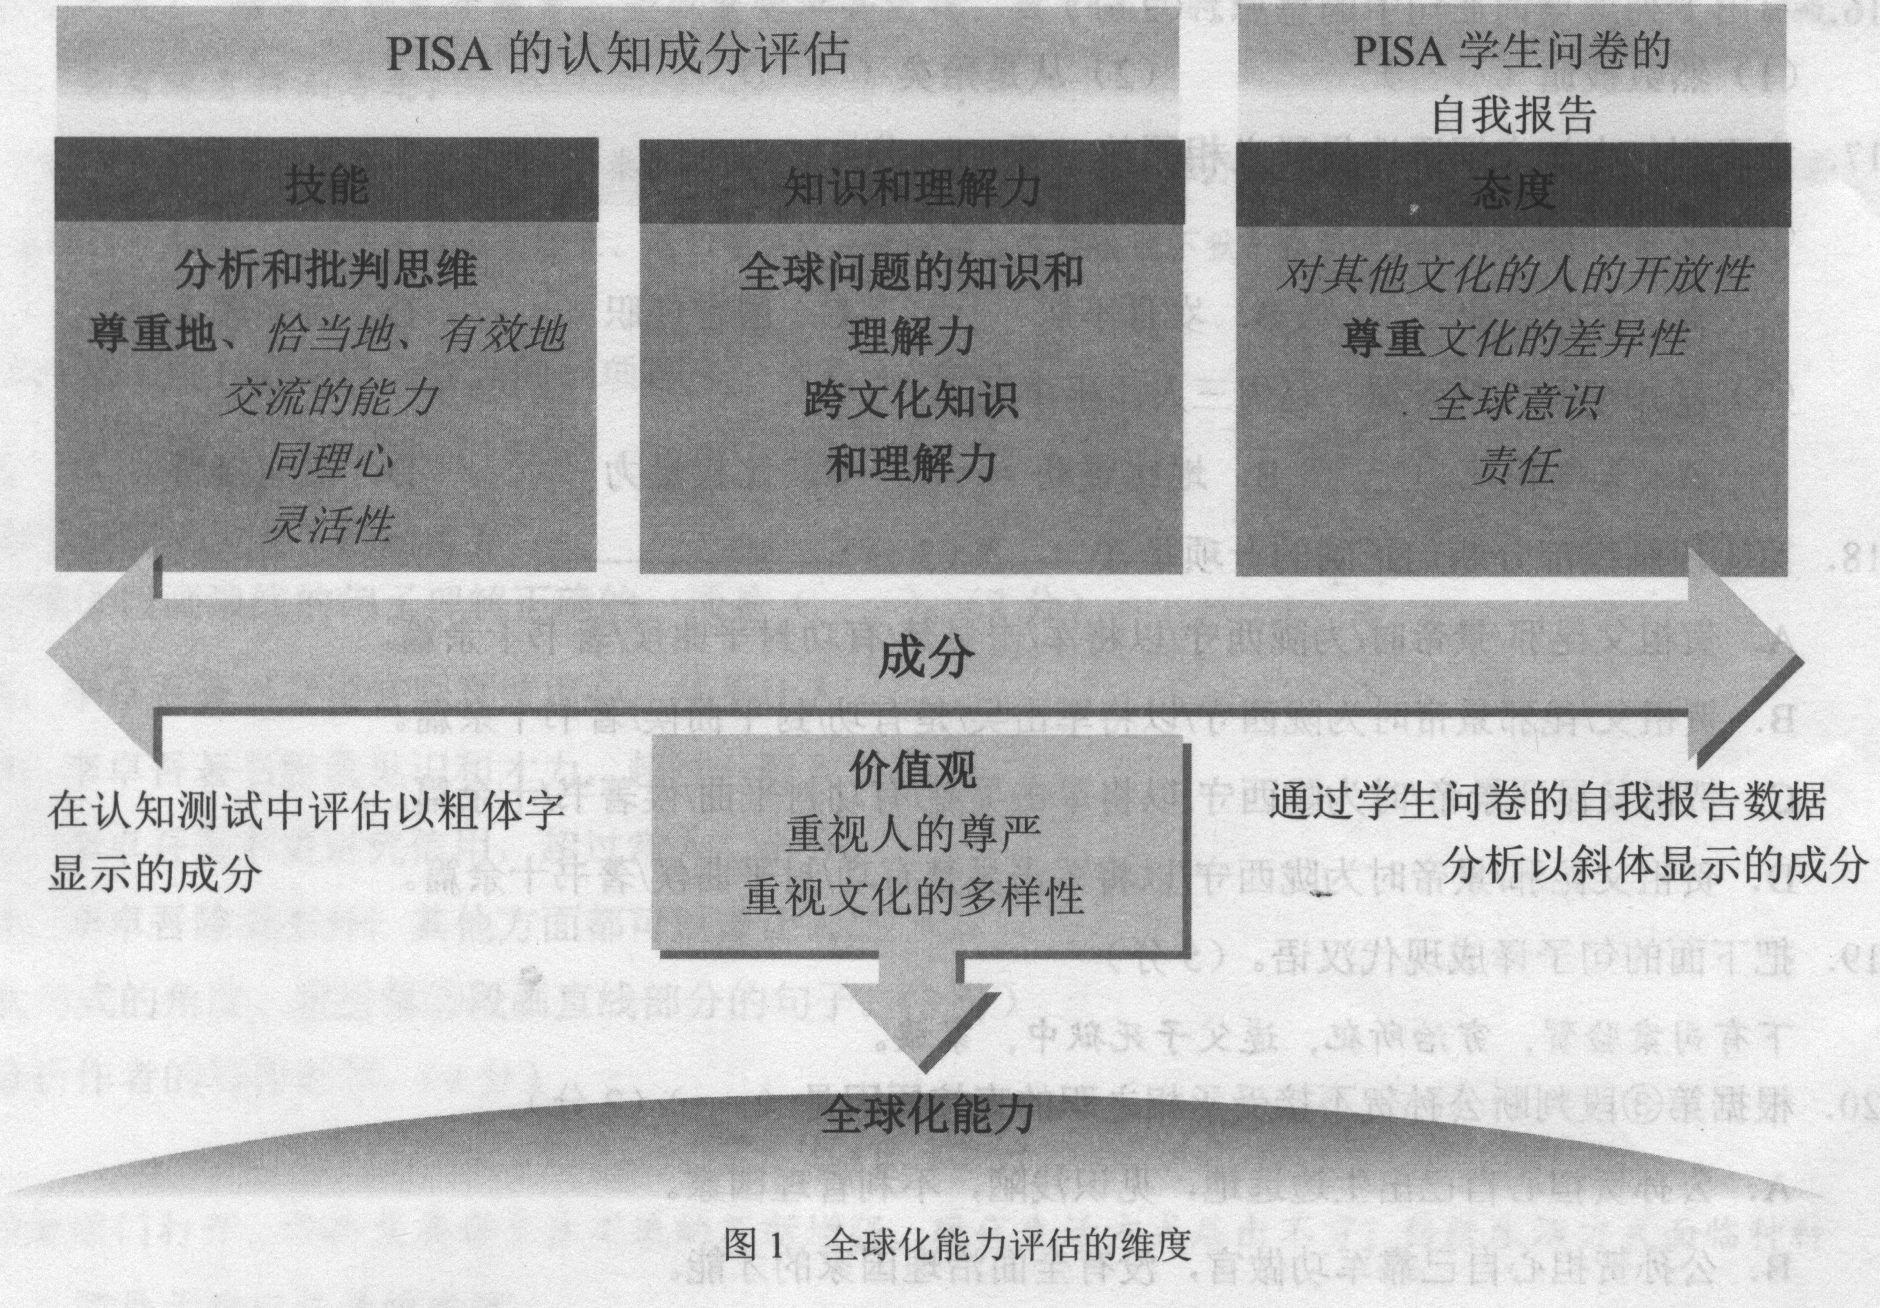 PISA 的认知成分评估
PISA 学生问卷的
自我报告
技能
分析和批判思维
尊重地、恰当地、有效地
交流的能力
同理心
灵活性
知识和理解力
全球问题的知识和
理解力
跨文化知识
和理解力
态度
对其他文化的人的开放性
尊重文化的差异性
全球意识
责任
成分
在认知测试中评估以粗体字
显示的成分
价值观
重视人的尊严
重视文化的多样性
通过学生问卷的自我报告数据
分析以斜体显示的成分
全球化能力
图 1 全球化能力评估的维度